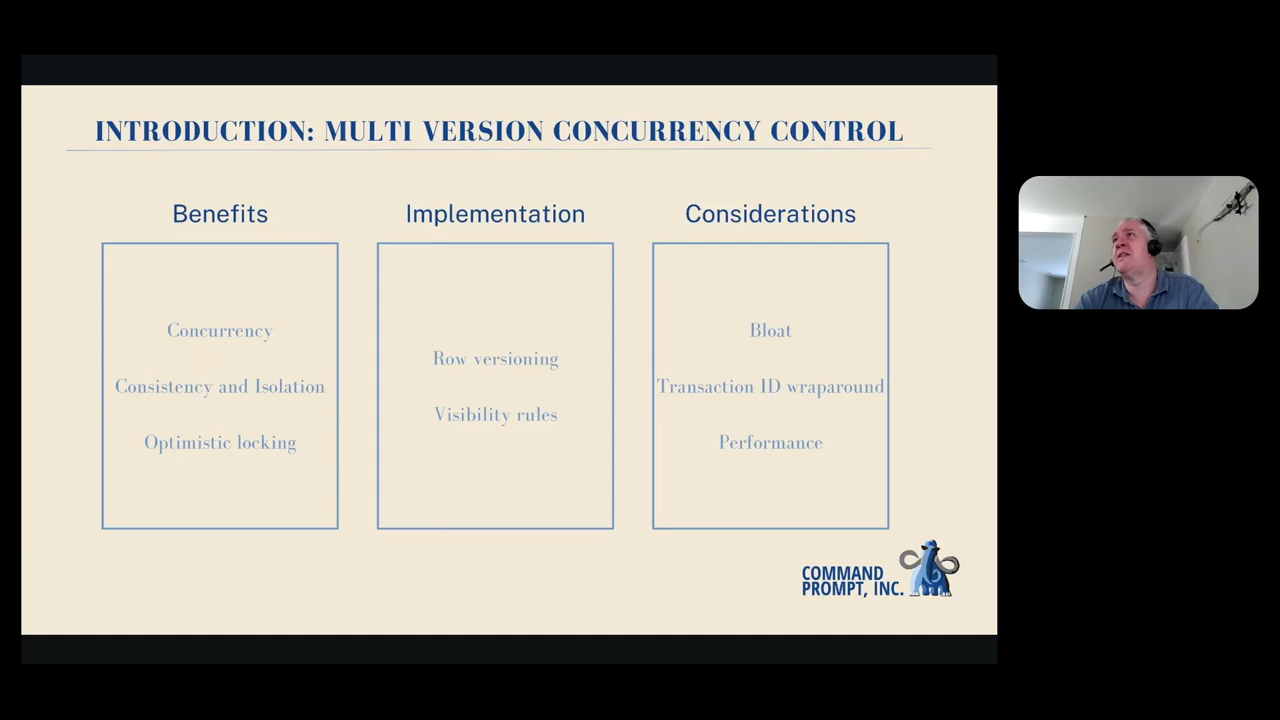 INTRODUCTION: MULTI VERSION CONCURRENCY CONTROL
Benefits
Concurrency
Consistency and Isolation
Optimistic locking
Implementation
Row versioning
Visibility rules
Considerations
Bloat
Transaction ID wraparound
Performance
COMMAND
PROMPT, INC.